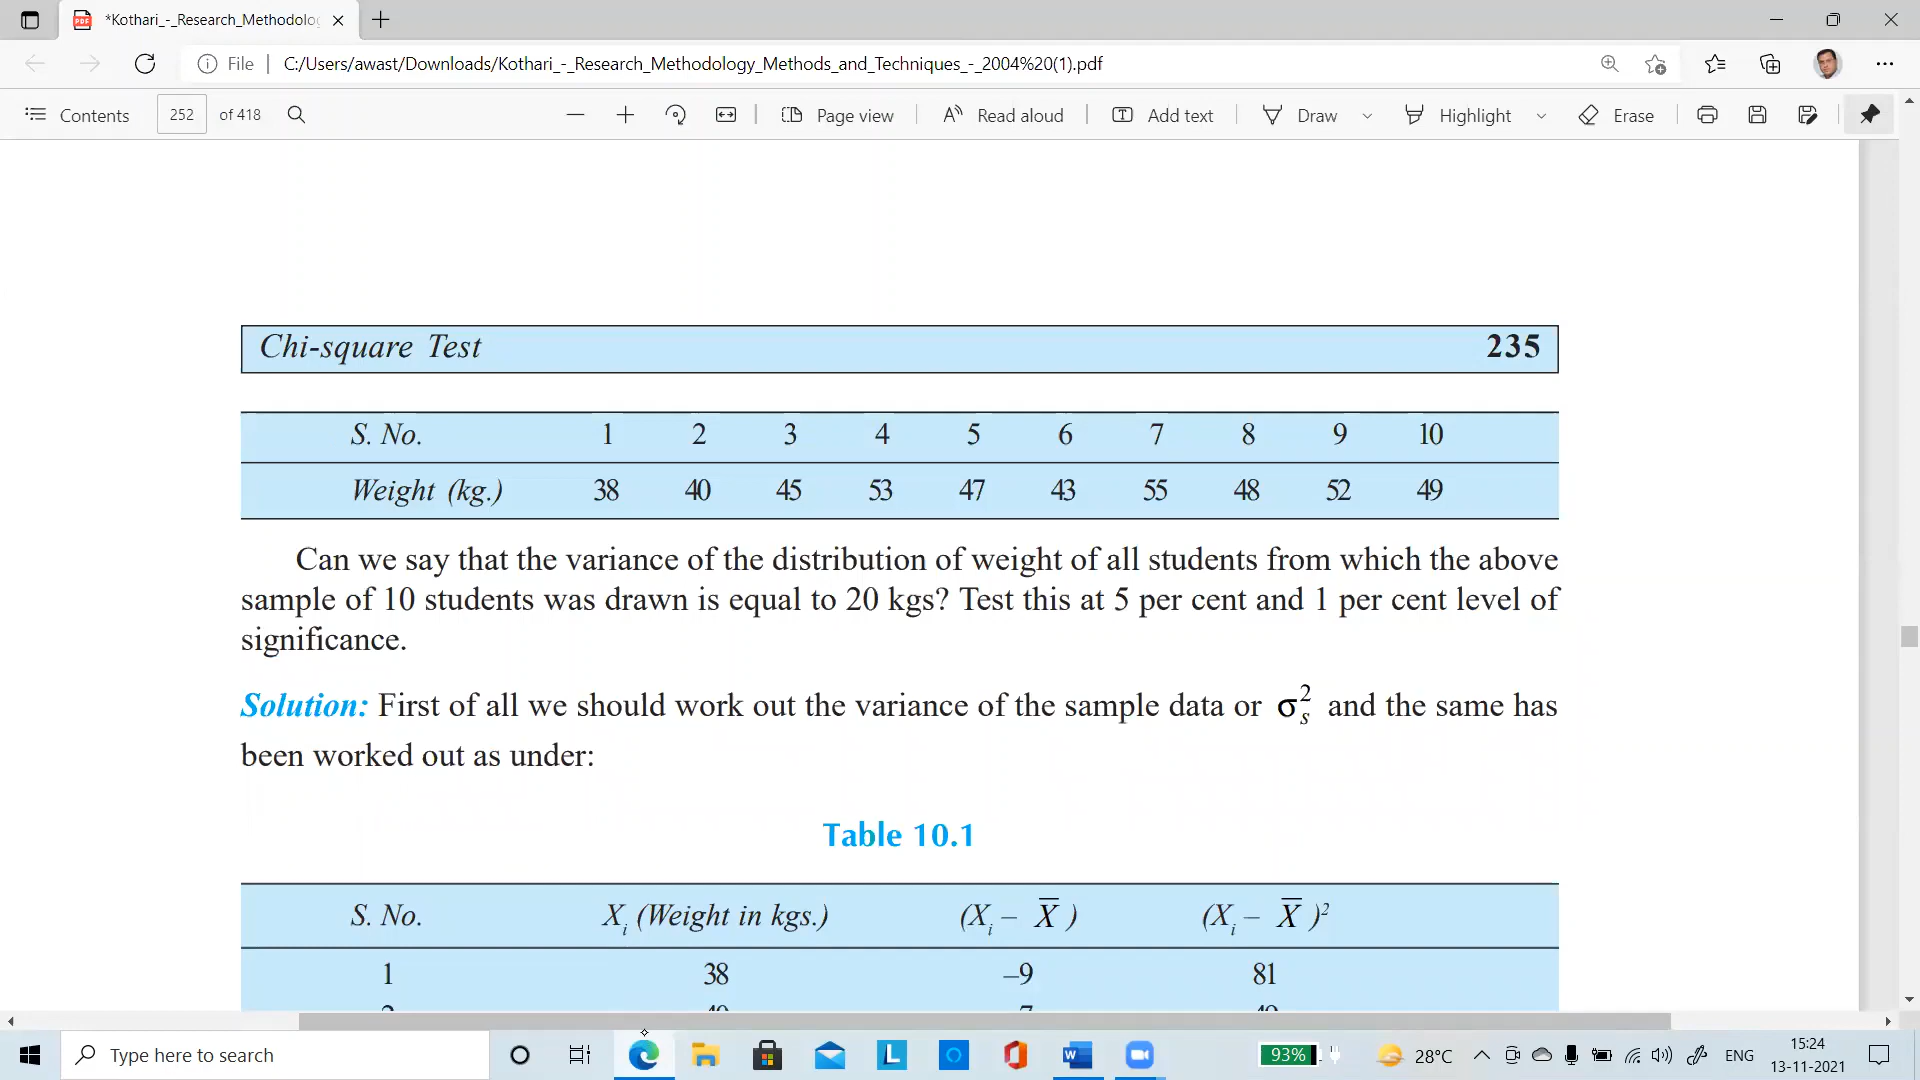 *Kothari_-_Research_Methodolog
File C:/Users/awast/Downloads/Kothari_-_Research_Methodology_Methods_and_Techniques_-_2004%20(1).pdf
Contents 252 of 418 Page view Read aloud Add text Draw Highlight Erase
Chi-square Test 235
S. No. 1 2 3 4 5 6 7 8 9 10
Weight (kg.) 38 40 45 53 47 43 55 48 52 49
Can we say that the variance of the distribution of weight of all students from which the above
sample of 10 students was drawn is equal to 20 kgs? Test this at 5 per cent and 1 per cent level of
significance.
Solution: First of all we should work out the variance of the sample data or σ²ₛ and the same has
been worked out as under:
Table 10.1
S. No. Xᵢ (Weight in kgs.) (Xᵢ – X̅ ) (Xᵢ – X̅ )²
1 38 –9 81
Type here to search 93% 28°C ENG 15:24
13-11-2021